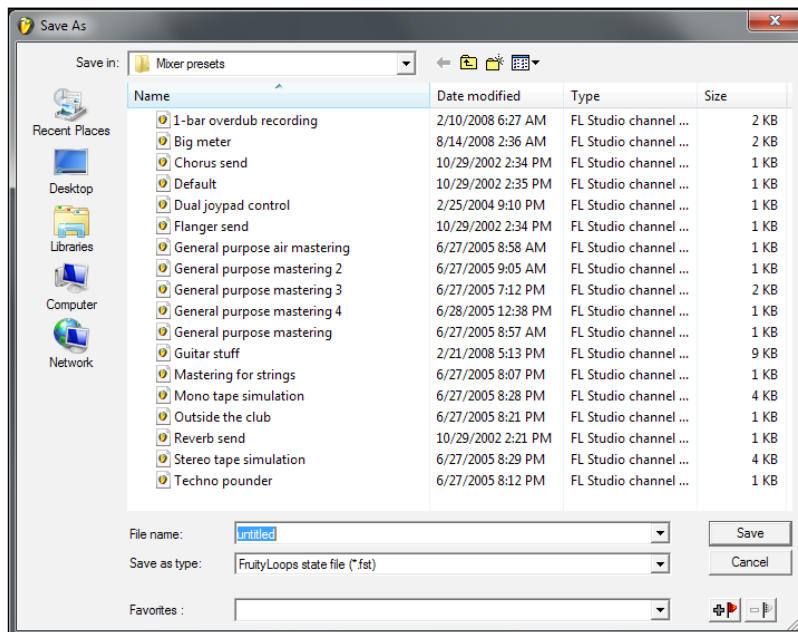 Save As
Save in: Mixer presets
Name Date modified Type Size
1-bar overdub recording 2/10/2008 6:27 AM FL Studio channel ... 2 KB
Big meter 8/14/2008 2:36 AM FL Studio channel ... 2 KB
Chorus send 10/29/2002 2:34 PM FL Studio channel ... 1 KB
Default 10/29/2002 2:35 PM FL Studio channel ... 1 KB
Dual joypad control 2/25/2004 9:10 PM FL Studio channel ... 1 KB
Flanger send 10/29/2002 2:34 PM FL Studio channel ... 1 KB
General purpose air mastering 6/27/2005 8:58 AM FL Studio channel ... 1 KB
General purpose mastering 2 6/27/2005 9:05 AM FL Studio channel ... 1 KB
General purpose mastering 3 6/27/2005 7:12 PM FL Studio channel ... 2 KB
General purpose mastering 4 6/28/2005 12:38 PM FL Studio channel ... 1 KB
General purpose mastering 6/27/2005 8:57 AM FL Studio channel ... 1 KB
Guitar stuff 2/21/2008 5:13 PM FL Studio channel ... 9 KB
Mastering for strings 6/27/2005 8:07 PM FL Studio channel ... 1 KB
Mono tape simulation 6/27/2005 8:28 PM FL Studio channel ... 4 KB
Outside the club 6/27/2005 8:21 PM FL Studio channel ... 1 KB
Reverb send 10/29/2002 2:21 PM FL Studio channel ... 1 KB
Stereo tape simulation 6/27/2005 8:29 PM FL Studio channel ... 4 KB
Techno pounder 6/27/2005 8:12 PM FL Studio channel ... 1 KB
Recent Places
Desktop
Libraries
Computer
Network
File name: untitled Save
Save as type: FruityLoops state file (*.fst) Cancel
Favorites :